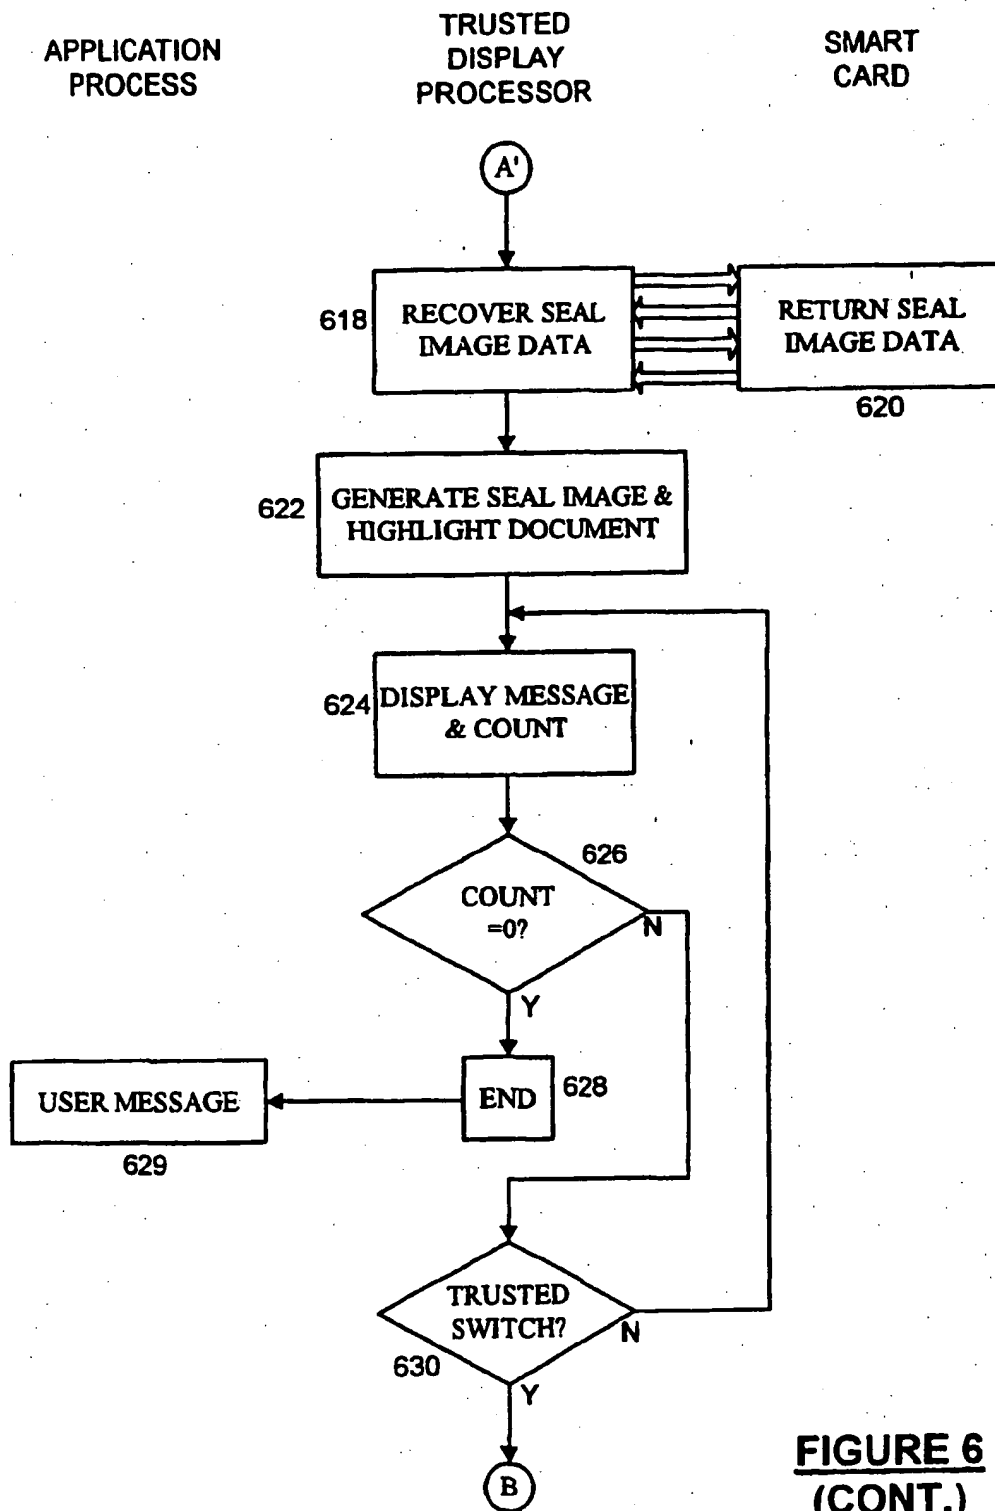 APPLICATION
PROCESS
TRUSTED
DISPLAY
PROCESSOR
SMART
CARD
A'
618
RECOVER SEAL
IMAGE DATA
RETURN SEAL
IMAGE DATA
620
622
GENERATE SEAL IMAGE &
HIGHLIGHT DOCUMENT
624
DISPLAY MESSAGE
& COUNT
626
COUNT
=0?
N
Y
USER MESSAGE
629
END
628
TRUSTED
SWITCH?
N
630
Y
B
FIGURE 6
(CONT.)